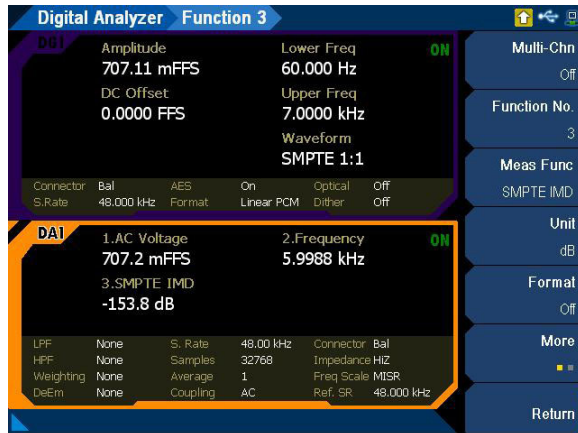 Digital Analyzer Function 3
DG1
Amplitude Lower Freq ON
707.11 mFFS 60.000 Hz
DC Offset Upper Freq
0.0000 FFS 7.0000 kHz
Waveform
SMPTE 1:1
Connector Bal AES On Optical Off
S.Rate 48.000 kHz Format Linear PCM Dither Off
DA1
1.AC Voltage 2.Frequency ON
707.2 mFFS 5.9988 kHz
3.SMPTE IMD
-153.8 dB
LPF None S. Rate 48.00 kHz Connector Bal
HPF None Samples 32768 Impedance HiZ
Weighting None Average 1 Freq Scale MISR
DeEm None Coupling AC Ref. SR 48.000 kHz
Multi-Chn
Off
Function No.
3
Meas Func
SMPTE IMD
Unit
dB
Format
Off
More
Return